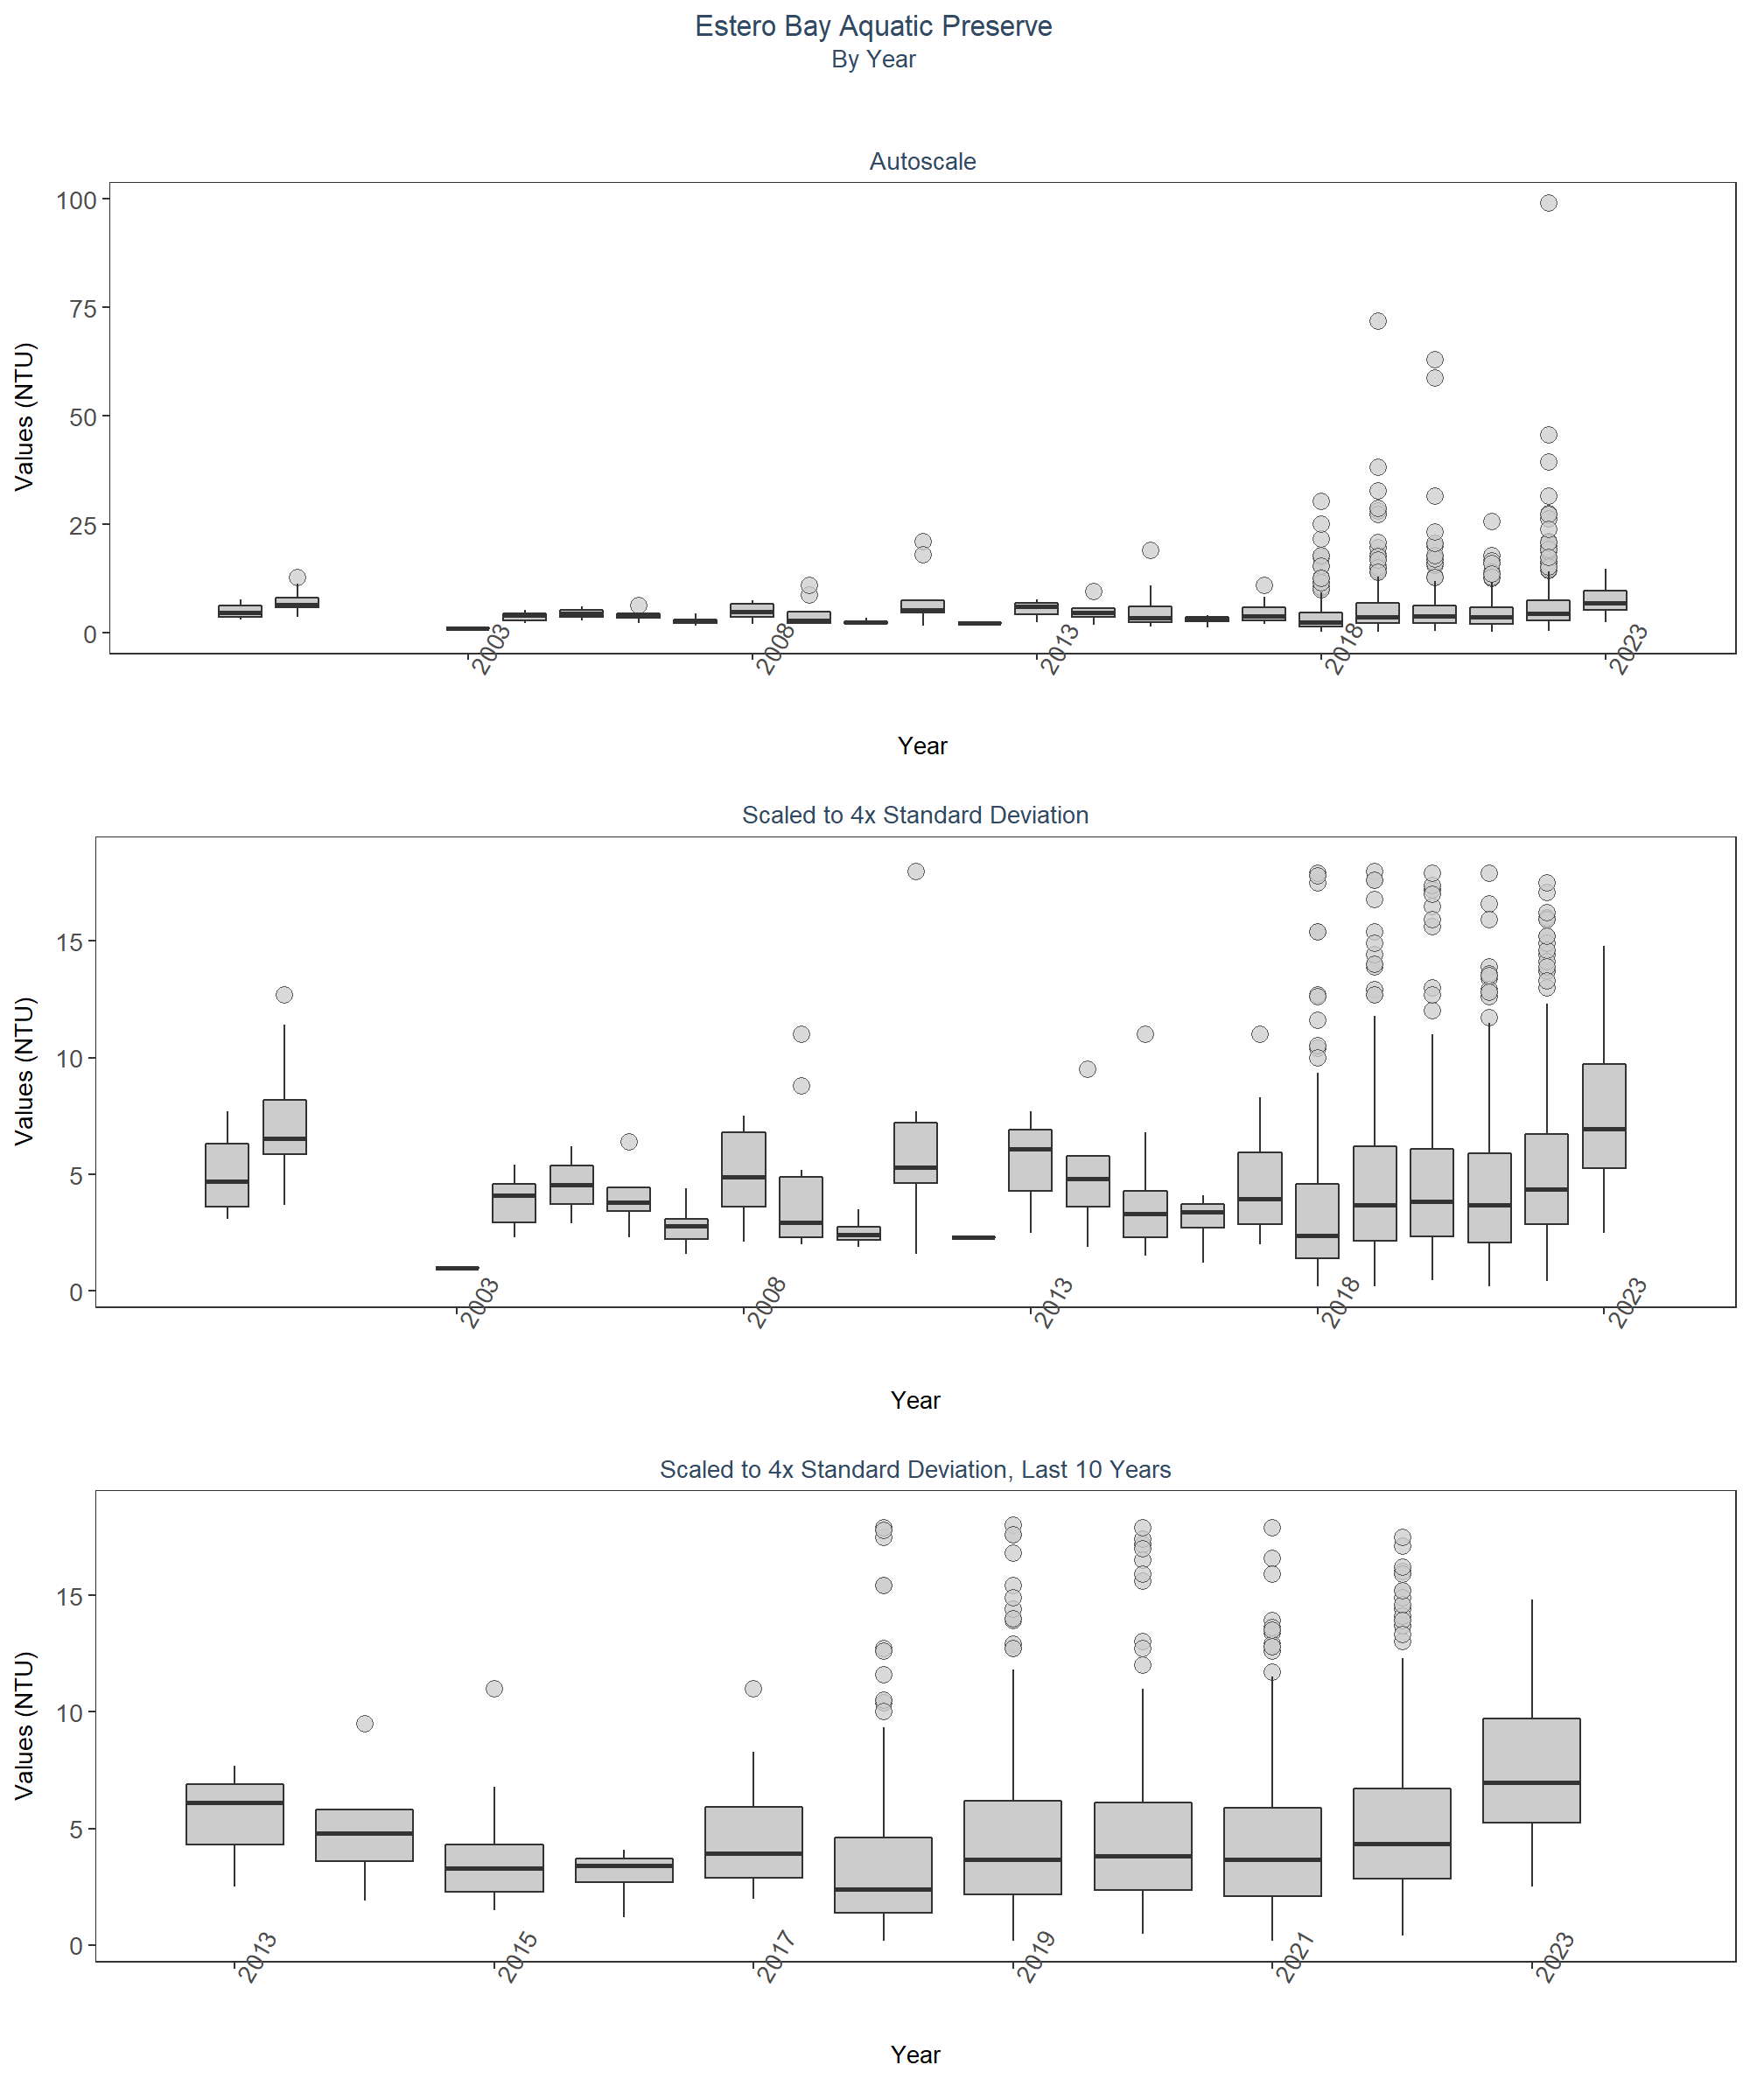 Estero Bay Aquatic Preserve
By Year
Autoscale
Values (NTU)
100
75
50
25
0
2003
2008
2013
2018
2023
Year
Scaled to 4x Standard Deviation
Values (NTU)
15
10
5
0
2003
2008
2013
2018
2023
Year
Scaled to 4x Standard Deviation, Last 10 Years
Values (NTU)
15
10
5
0
2013
2015
2017
2019
2021
2023
Year